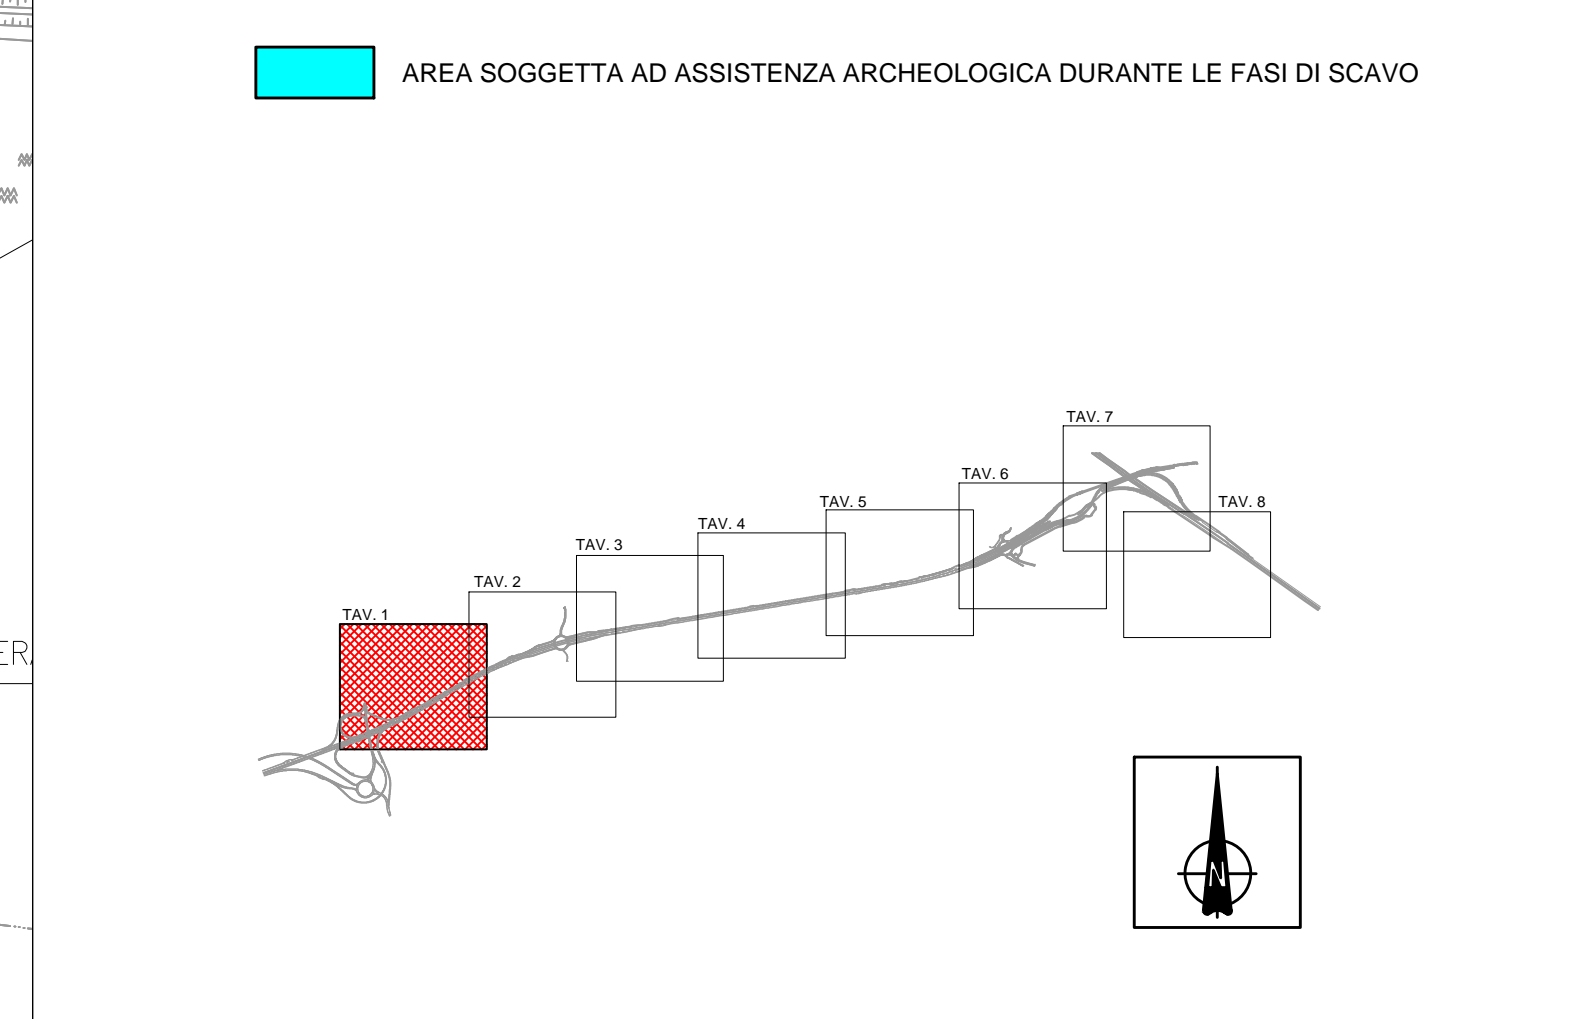 AREA SOGGETTA AD ASSISTENZA ARCHEOLOGICA DURANTE LE FASI DI SCAVO
TAV. 7
TAV. 6
TAV. 8
TAV. 5
TAV. 4
TAV. 3
TAV. 2
TAV. 1
N